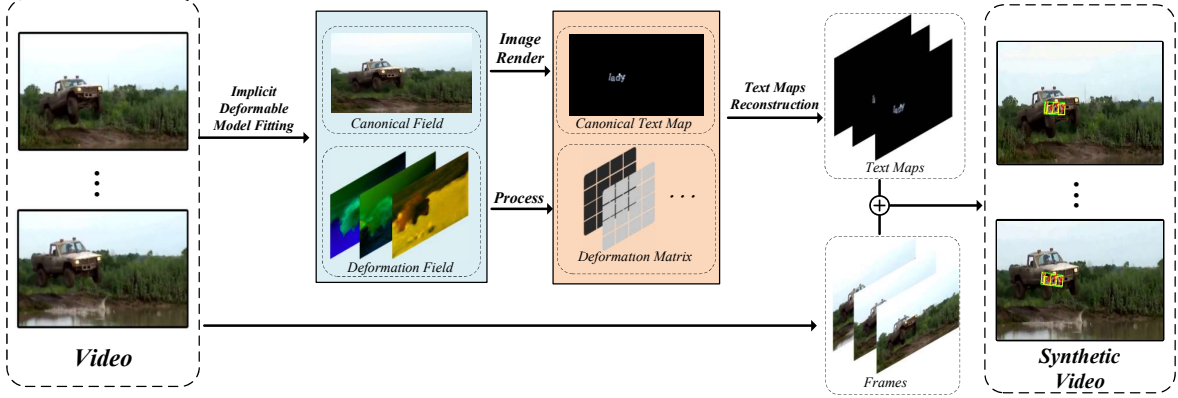 Video
Implicit
Deformable
Model Fitting
Canonical Field
Deformation Field
Image
Render
Process
lady
Canonical Text Map
Deformation Matrix
Text Maps
Reconstruction
lady
Text Maps
Frames
Synthetic
Video